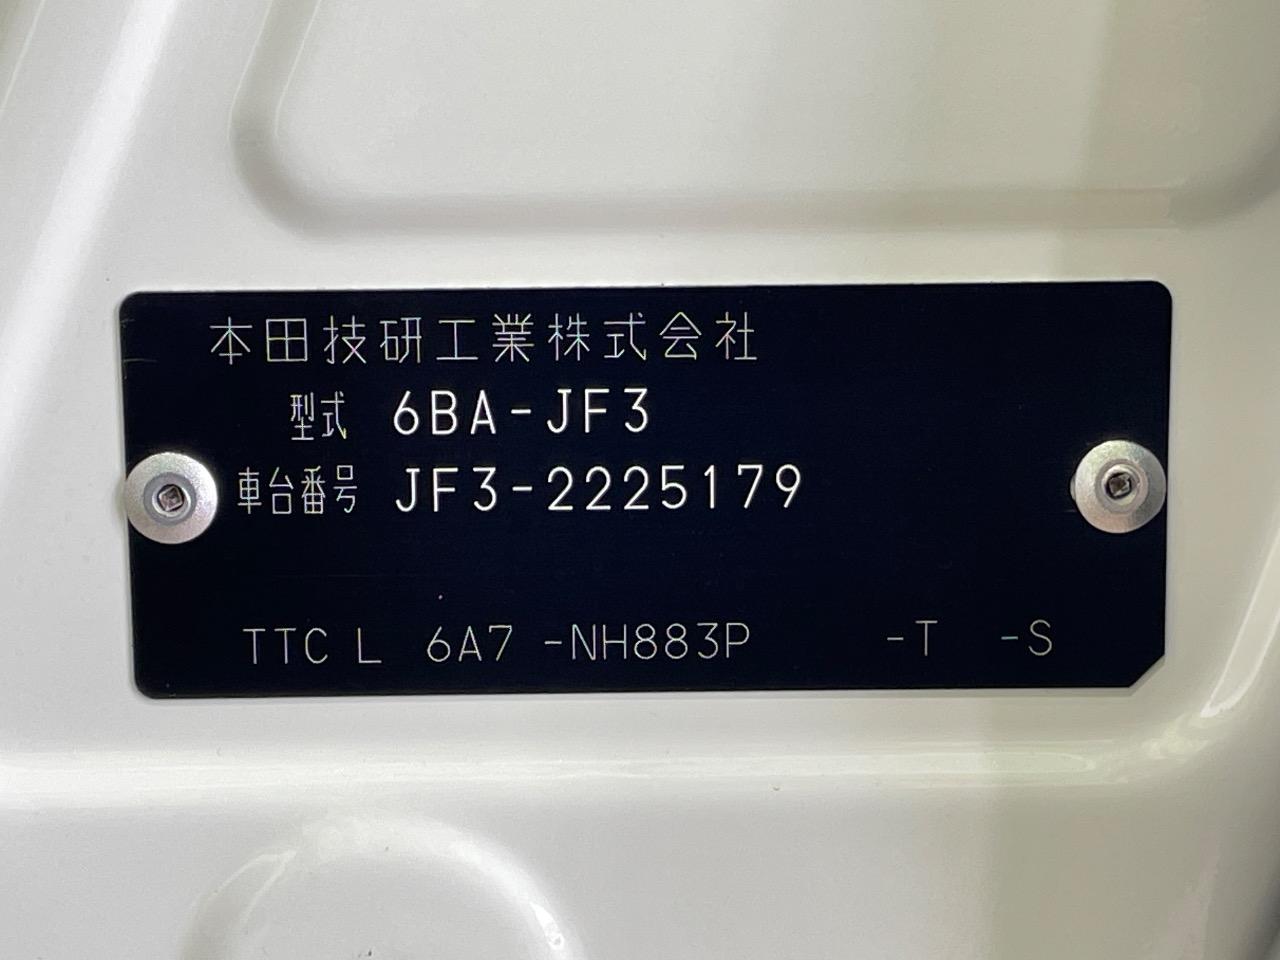 本田技研工業株式会社
型式 6BA-JF3
車台番号 JF3-2225179
TTC L 6A7 -NH883P -T -S